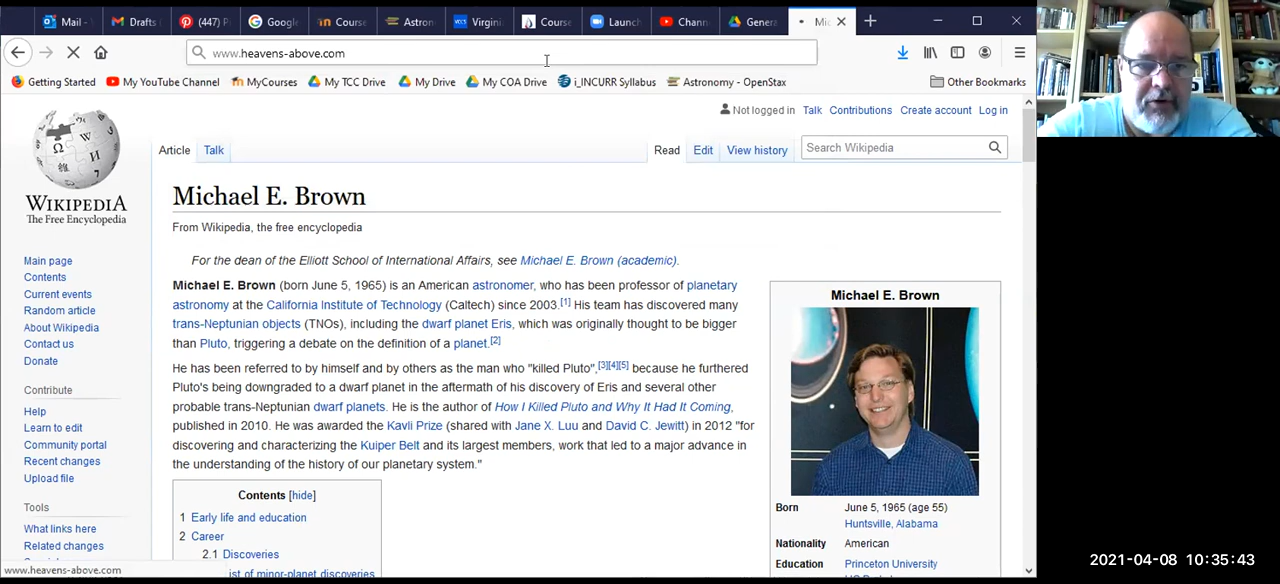 Mail -
Drafts (
(447) P
Google
Course
Astron
Virgini
Course
Launch
Chann
Genera
Mi
www.heavens-above.com
Getting Started
My YouTube Channel
MyCourses
My TCC Drive
My Drive
My COA Drive
i_INCURR Syllabus
Astronomy - OpenStax
Other Bookmarks
Not logged in Talk Contributions Create account Log in
Article Talk
Read Edit View history
Search Wikipedia
WIKIPEDIA
The Free Encyclopedia
Main page
Contents
Current events
Random article
About Wikipedia
Contact us
Donate
Contribute
Help
Learn to edit
Community portal
Recent changes
Upload file
Tools
What links here
Related changes
www.heavens-above.com
Michael E. Brown
From Wikipedia, the free encyclopedia
For the dean of the Elliott School of International Affairs, see Michael E. Brown (academic).
Michael E. Brown (born June 5, 1965) is an American astronomer, who has been professor of planetary
astronomy at the California Institute of Technology (Caltech) since 2003.[1] His team has discovered many
trans-Neptunian objects (TNOs), including the dwarf planet Eris, which was originally thought to be bigger
than Pluto, triggering a debate on the definition of a planet.[2]
He has been referred to by himself and by others as the man who "killed Pluto",[3][4][5] because he furthered
Pluto's being downgraded to a dwarf planet in the aftermath of his discovery of Eris and several other
probable trans-Neptunian dwarf planets. He is the author of How I Killed Pluto and Why It Had It Coming,
published in 2010. He was awarded the Kavli Prize (shared with Jane X. Luu and David C. Jewitt) in 2012 "for
discovering and characterizing the Kuiper Belt and its largest members, work that led to a major advance in
the understanding of the history of our planetary system."
Contents [hide]
1 Early life and education
2 Career
2.1 Discoveries
ist of minor-planet discoveries
Michael E. Brown
Born June 5, 1965 (age 55)
Huntsville, Alabama
Nationality American
Education Princeton University
2021-04-08 10:35:43